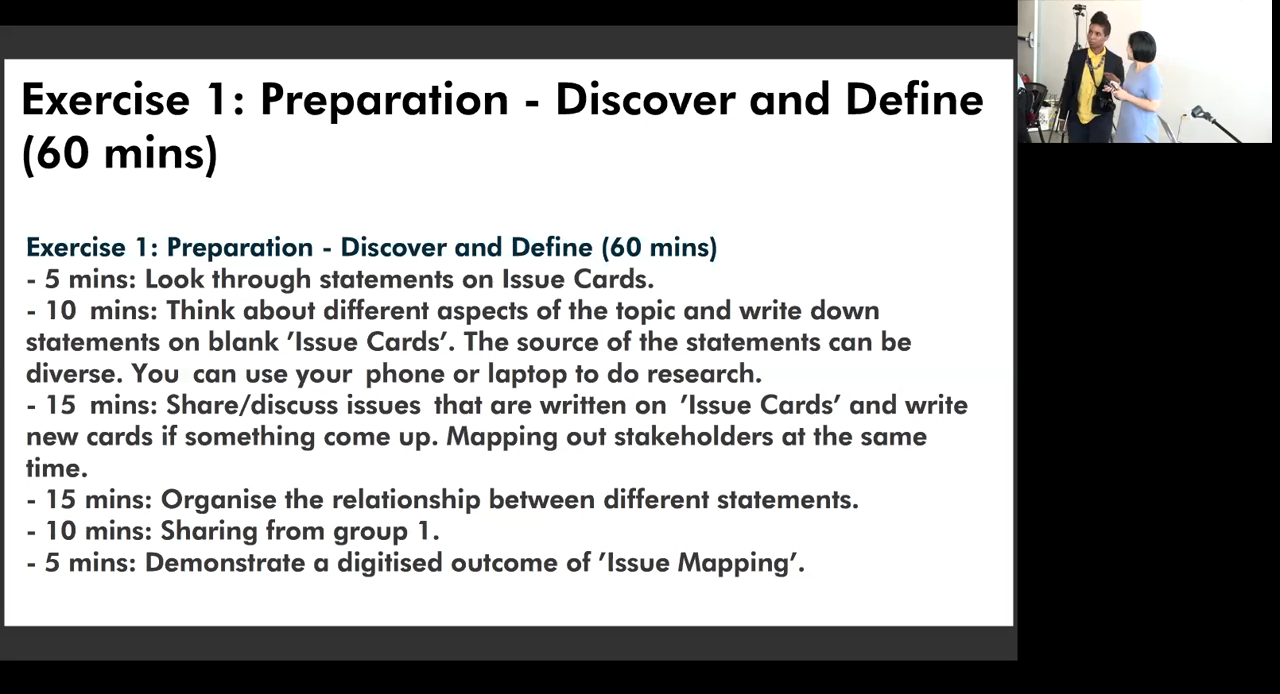 Exercise 1: Preparation - Discover and Define
(60 mins)
Exercise 1: Preparation - Discover and Define (60 mins)
- 5 mins: Look through statements on Issue Cards.
- 10 mins: Think about different aspects of the topic and write down
statements on blank ’Issue Cards’. The source of the statements can be
diverse. You can use your phone or laptop to do research.
- 15 mins: Share/discuss issues that are written on ’Issue Cards’ and write
new cards if something come up. Mapping out stakeholders at the same
time.
- 15 mins: Organise the relationship between different statements.
- 10 mins: Sharing from group 1.
- 5 mins: Demonstrate a digitised outcome of ’Issue Mapping’.